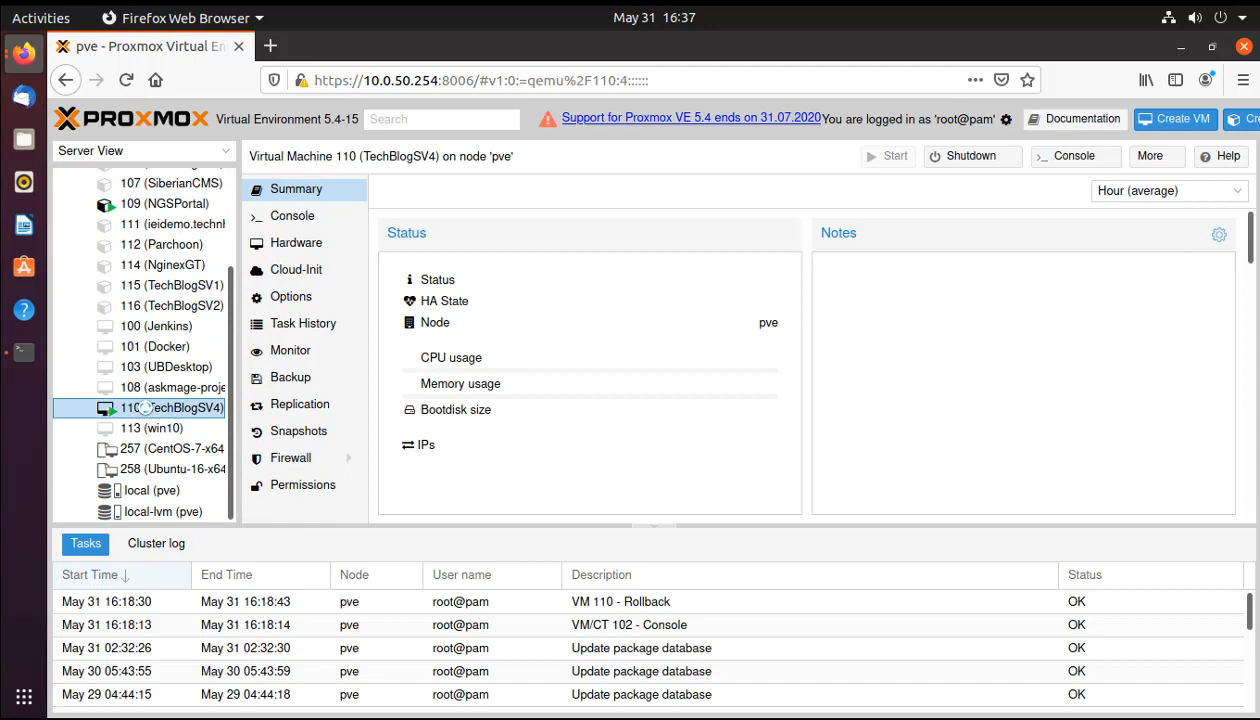 Activities
Firefox Web Browser
May 31 16:37
pve - Proxmox Virtual En
https://10.0.50.254:8006/#v1:0:=qemu%2F110:4::::::
PROXMOX
Virtual Environment 5.4-15
Search
Support for Proxmox VE 5.4 ends on 31.07.2020
You are logged in as 'root@pam'
Documentation
Create VM
Server View
Virtual Machine 110 (TechBlogSV4) on node 'pve'
Start
Shutdown
Console
More
Help
107 (SiberianCMS)
109 (NGSPortal)
111 (ieidemo.technl
112 (Parchoon)
114 (NginexGT)
115 (TechBlogSV1)
116 (TechBlogSV2)
100 (Jenkins)
101 (Docker)
103 (UBDesktop)
108 (askmage-proje
110 (TechBlogSV4)
113 (win10)
257 (CentOS-7-x64
258 (Ubuntu-16-x64
local (pve)
local-lvm (pve)
Summary
Console
Hardware
Cloud-Init
Options
Task History
Monitor
Backup
Replication
Snapshots
Firewall
Permissions
Hour (average)
Status
Status
HA State
Node pve
CPU usage
Memory usage
Bootdisk size
IPs
Notes
Tasks
Cluster log
Start Time End Time Node User name Description Status
May 31 16:18:30 May 31 16:18:43 pve root@pam VM 110 - Rollback OK
May 31 16:18:13 May 31 16:18:14 pve root@pam VM/CT 102 - Console OK
May 31 02:32:26 May 31 02:32:30 pve root@pam Update package database OK
May 30 05:43:55 May 30 05:43:59 pve root@pam Update package database OK
May 29 04:44:15 May 29 04:44:18 pve root@pam Update package database OK